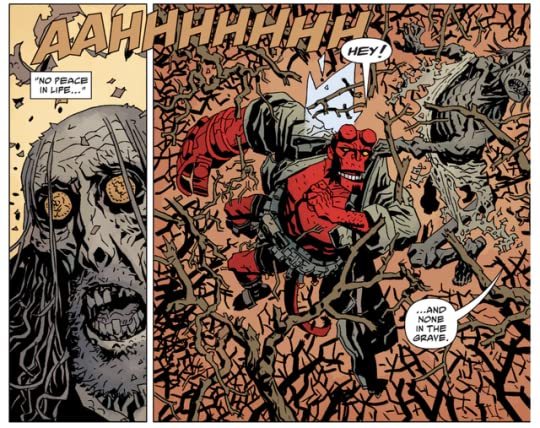 AAHHHHHHHH
"NO PEACE
IN LIFE..."
HEY!
...AND
NONE
IN THE
GRAVE.